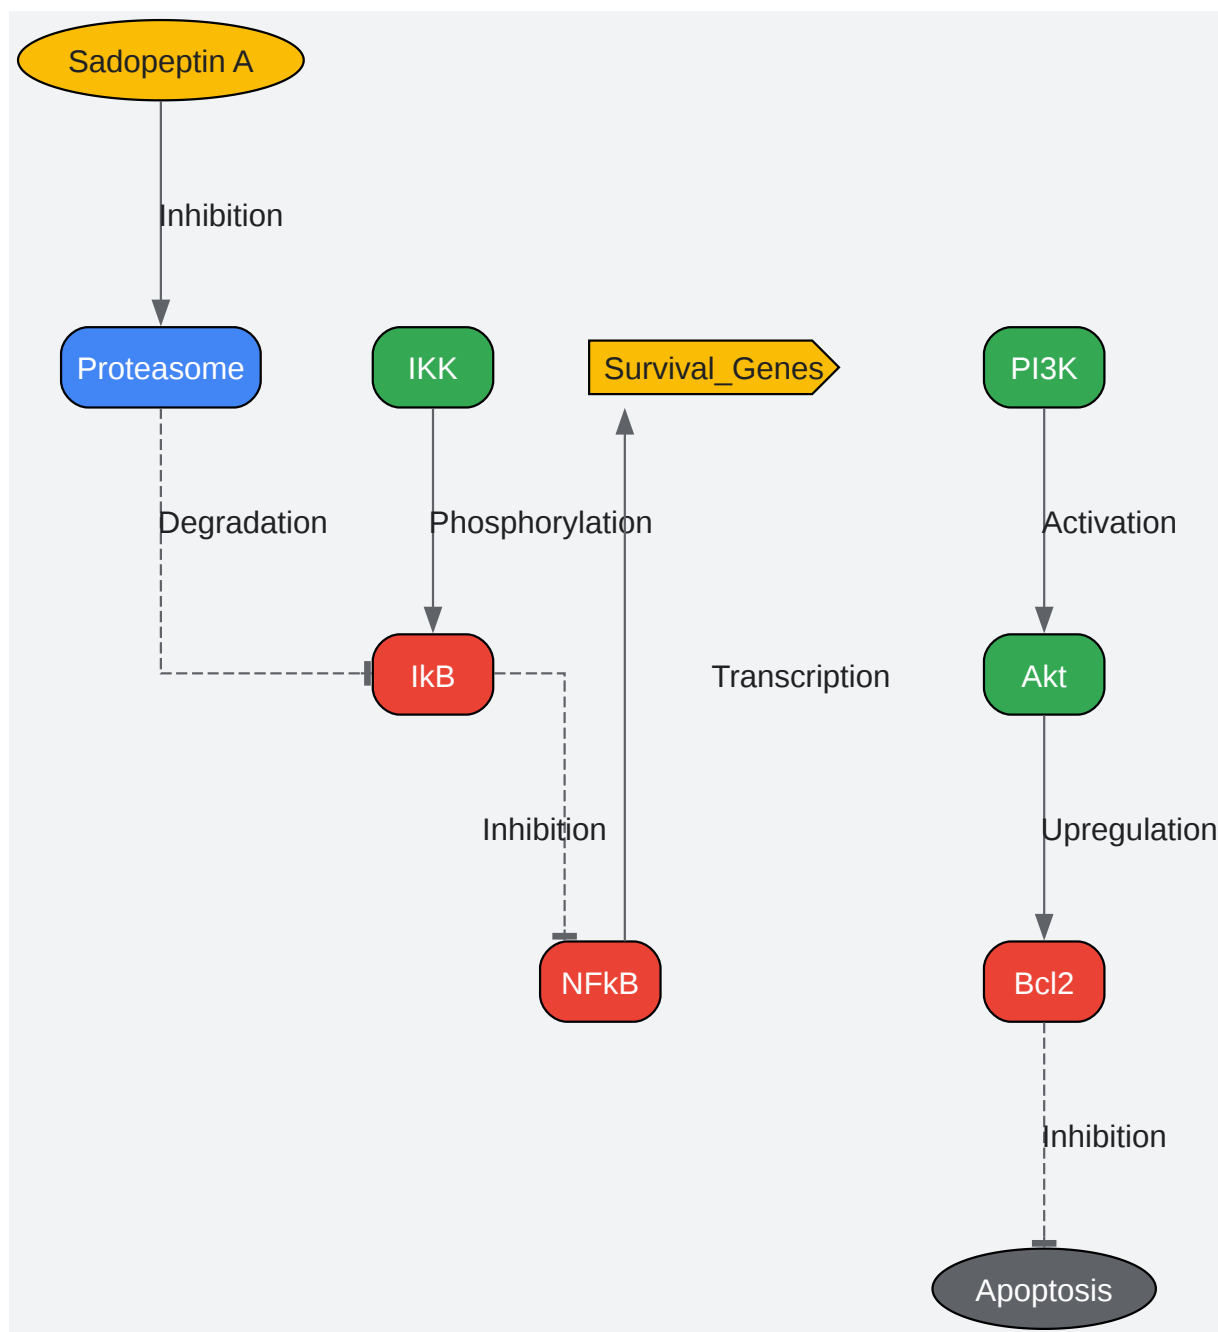 Sadopeptin A
Inhibition
Proteasome
IKK
Survival_Genes
PI3K
Degradation
Phosphorylation
Activation
IkB
Transcription
Akt
Inhibition
Upregulation
NFkB
Bcl2
Inhibition
Apoptosis